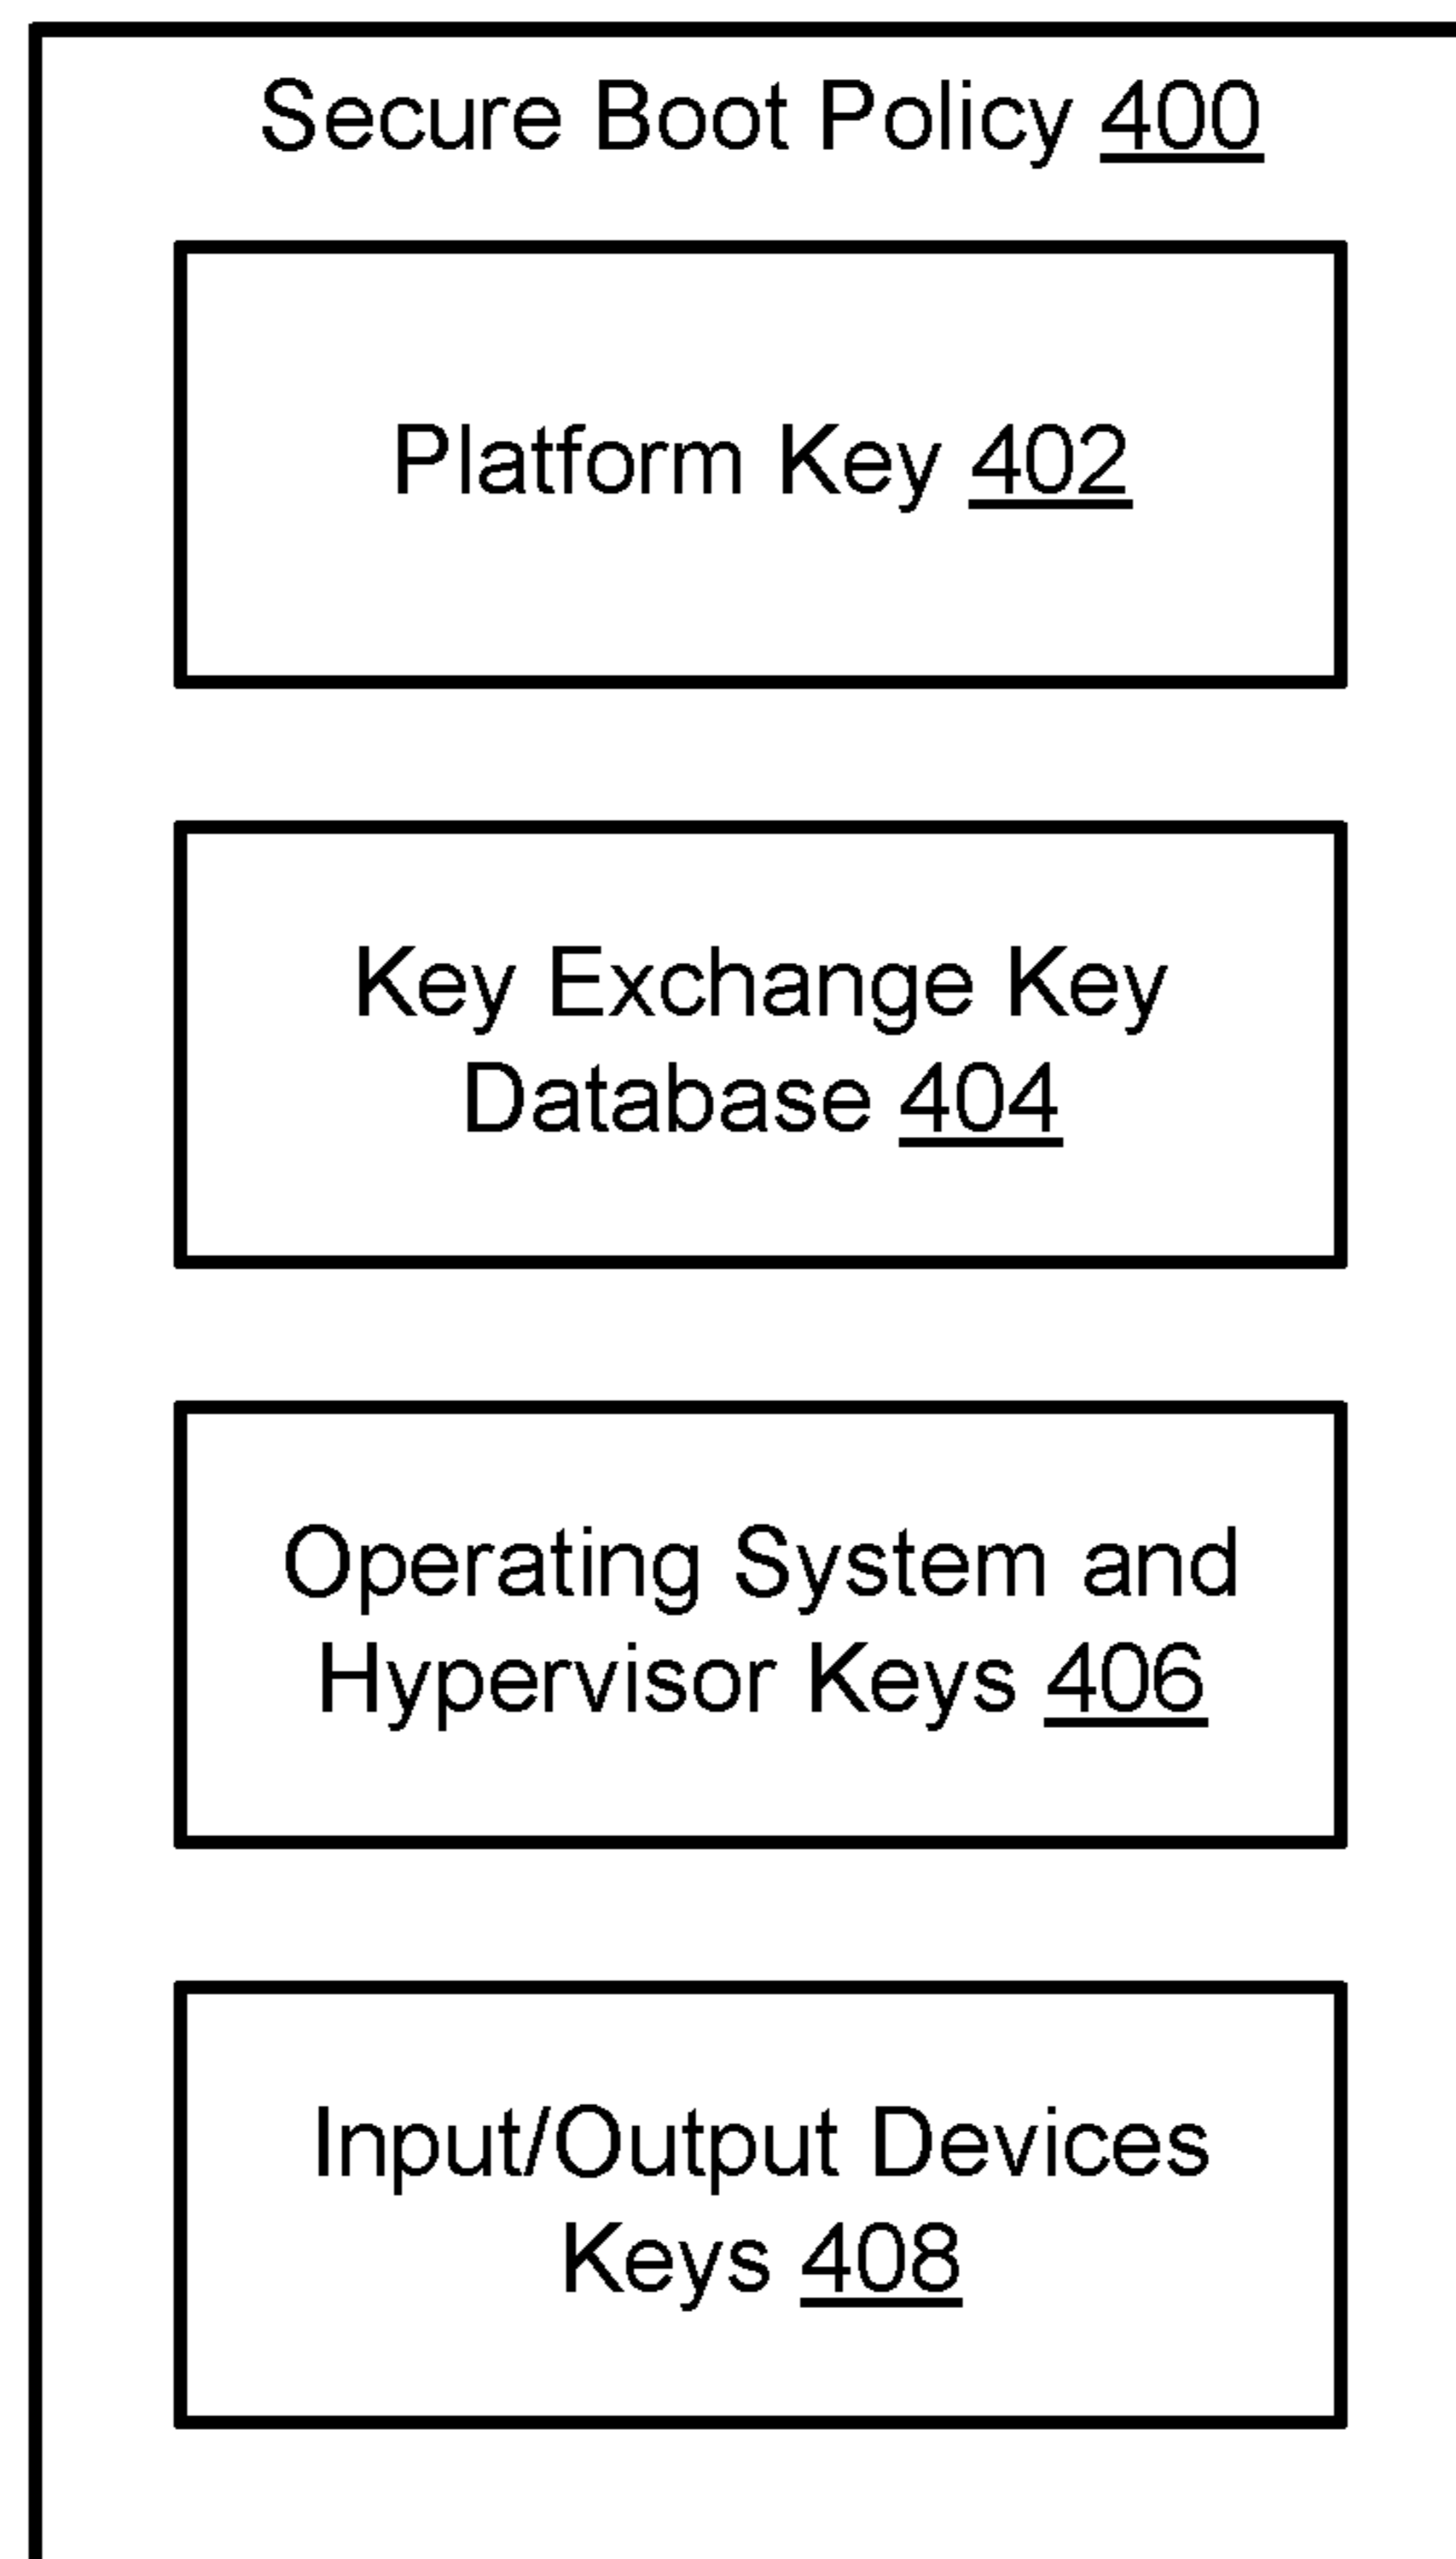 Secure Boot Policy 400
Platform Key 402
Key Exchange Key
Database 404
Operating System and
Hypervisor Keys 406
Input/Output Devices
Keys 408